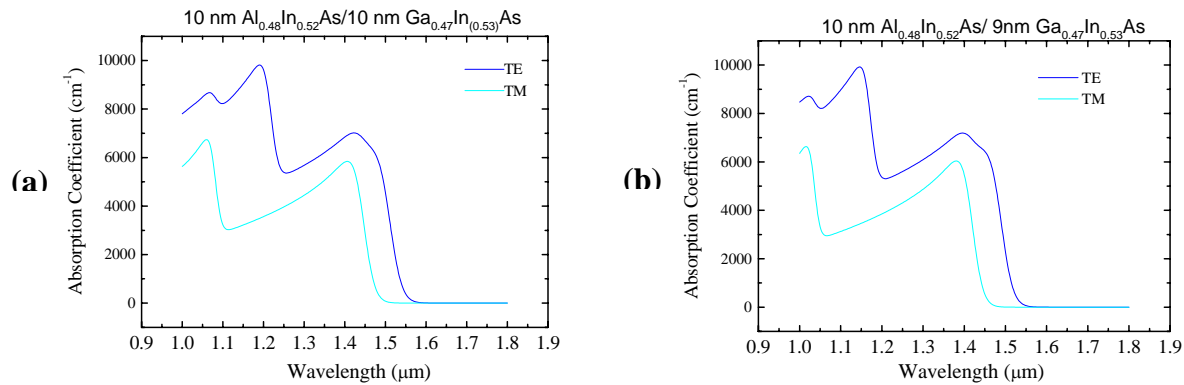 10 nm Al0.48In0.52As/10 nm Ga0.47In(0.53)As
TE
TM
10000
8000
6000
4000
2000
0
Absorption Coefficient (cm-1)
0.9 1.0 1.1 1.2 1.3 1.4 1.5 1.6 1.7 1.8 1.9
Wavelength (μm)
(a)
10 nm Al0.48In0.52As/ 9nm Ga0.47In0.53As
TE
TM
10000
8000
6000
4000
2000
0
Absorption Coefficient (cm-1)
0.9 1.0 1.1 1.2 1.3 1.4 1.5 1.6 1.7 1.8 1.9
Wavelength (μm)
(b)